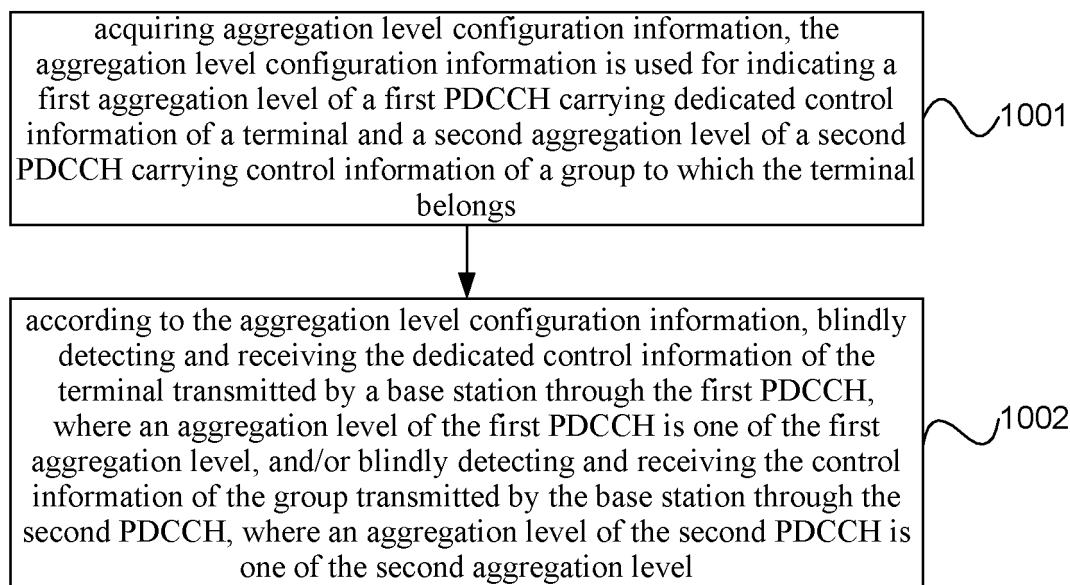 acquiring aggregation level configuration information, the
aggregation level configuration information is used for indicating a
first aggregation level of a first PDCCH carrying dedicated control
information of a terminal and a second aggregation level of a second
PDCCH carrying control information of a group to which the terminal
belongs
1001
according to the aggregation level configuration information, blindly
detecting and receiving the dedicated control information of the
terminal transmitted by a base station through the first PDCCH,
where an aggregation level of the first PDCCH is one of the first
aggregation level, and/or blindly detecting and receiving the control
information of the group transmitted by the base station through the
second PDCCH, where an aggregation level of the second PDCCH is
one of the second aggregation level
1002